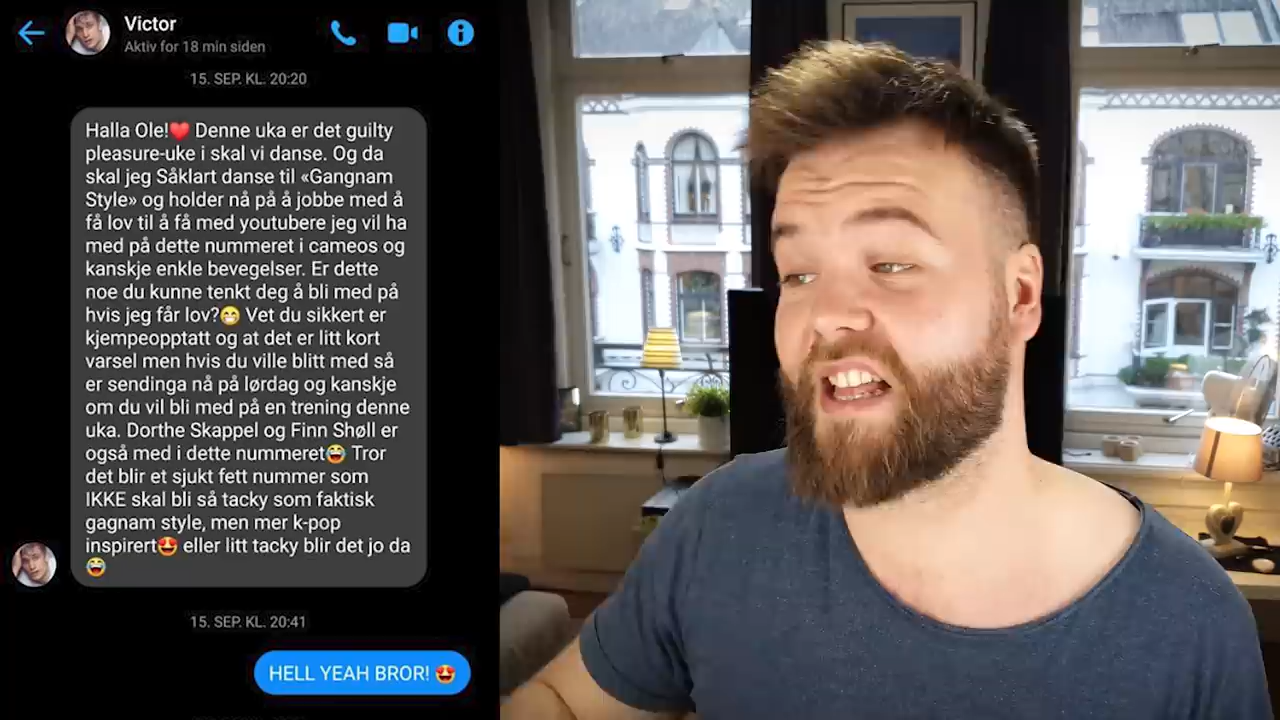 Victor
Aktiv for 18 min siden
15. SEP. KL. 20:20
Halla Ole!❤️ Denne uka er det guilty
pleasure-uke i skal vi danse. Og da
skal jeg Såklart danse til «Gangnam
Style» og holder nå på å jobbe med å
få lov til å få med youtubere jeg vil ha
med på dette nummeret i cameos og
kanskje enkle bevegelser. Er dette
noe du kunne tenkt deg å bli med på
hvis jeg får lov?😁 Vet du sikkert er
kjempeopptatt og at det er litt kort
varsel men hvis du ville blitt med så
er sendinga nå på lørdag og kanskje
om du vil bli med på en trening denne
uka. Dorthe Skappel og Finn Shøll er
også med i dette nummeret😂 Tror
det blir et sjukt fett nummer som
IKKE skal bli så tacky som faktisk
gagnam style, men mer k-pop
inspirert🤩 eller litt tacky blir det jo da
😂
15. SEP. KL. 20:41
HELL YEAH BROR! 🤩